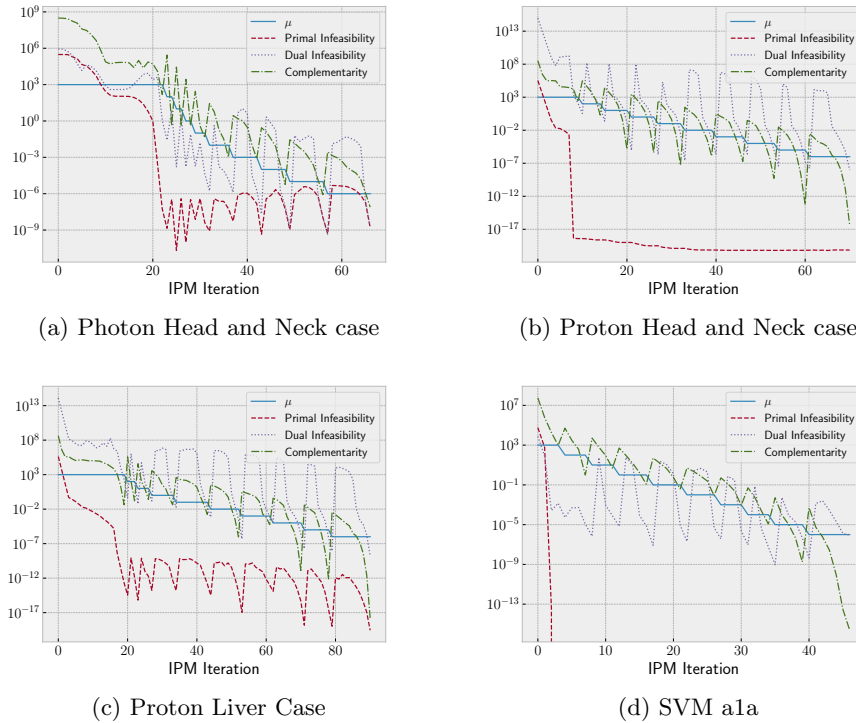 10^9
10^6
10^3
10^0
10^-3
10^-6
10^-9
μ
Primal Infeasibility
Dual Infeasibility
Complementarity
0 20 40 60
IPM Iteration
(a) Photon Head and Neck case
10^13
10^8
10^3
10^-2
10^-7
10^-12
10^-17
μ
Primal Infeasibility
Dual Infeasibility
Complementarity
0 20 40 60
IPM Iteration
(b) Proton Head and Neck case
10^13
10^8
10^3
10^-2
10^-7
10^-12
10^-17
μ
Primal Infeasibility
Dual Infeasibility
Complementarity
0 20 40 60 80
IPM Iteration
(c) Proton Liver Case
10^7
10^3
10^-1
10^-5
10^-9
10^-13
μ
Primal Infeasibility
Dual Infeasibility
Complementarity
0 10 20 30 40
IPM Iteration
(d) SVM a1a